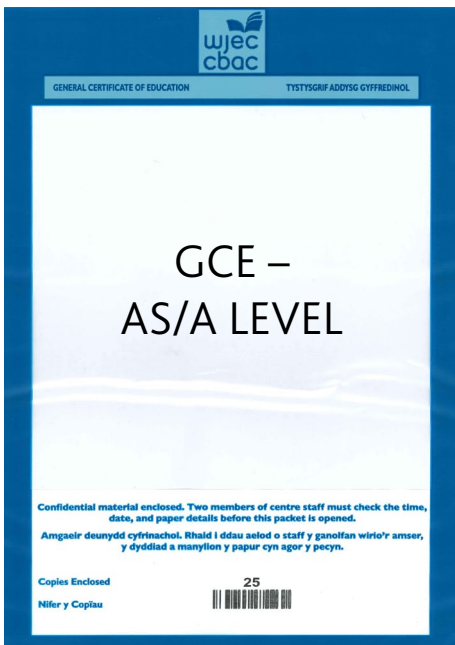 wjec
cbac
GENERAL CERTIFICATE OF EDUCATION TYSTYSGRIF ADDYSG GYFFREDINOL
GCE –
AS/A LEVEL
Confidential material enclosed. Two members of centre staff must check the time,
date, and paper details before this packet is opened.
Amgaeir deunydd cyfrinachol. Rhaid i ddau aelod o staff y ganolfan wirio’r amser,
y dyddiad a manylion y papur cyn agor y pecyn.
Copies Enclosed 25
Nifer y Copïau